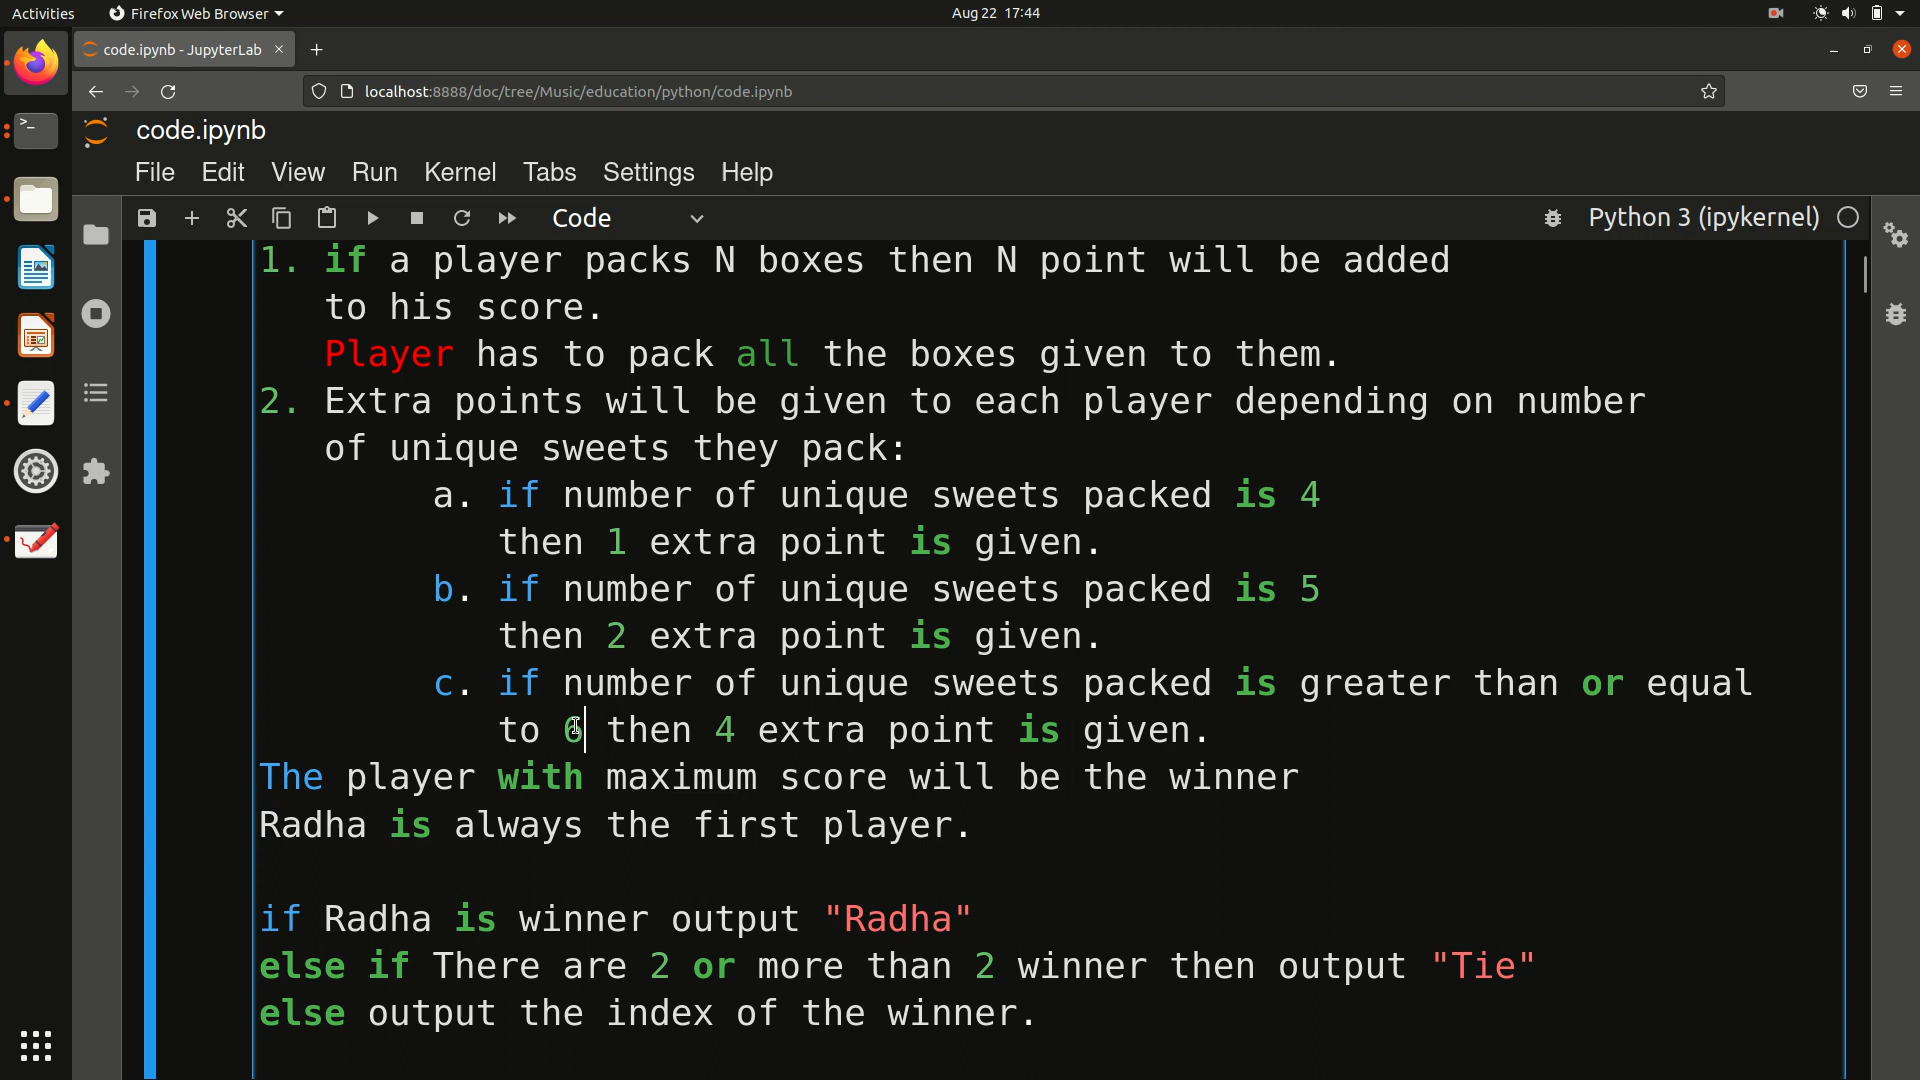 Activities
Firefox Web Browser
Aug 22 17:44
code.ipynb - JupyterLab
localhost:8888/doc/tree/Music/education/python/code.ipynb
code.ipynb
File Edit View Run Kernel Tabs Settings Help
Code
Python 3 (ipykernel)
1. if a player packs N boxes then N point will be added
to his score.
Player has to pack all the boxes given to them.
2. Extra points will be given to each player depending on number
of unique sweets they pack:
a. if number of unique sweets packed is 4
then 1 extra point is given.
b. if number of unique sweets packed is 5
then 2 extra point is given.
c. if number of unique sweets packed is greater than or equal
to 6 then 4 extra point is given.
The player with maximum score will be the winner
Radha is always the first player.
if Radha is winner output "Radha"
else if There are 2 or more than 2 winner then output "Tie"
else output the index of the winner.